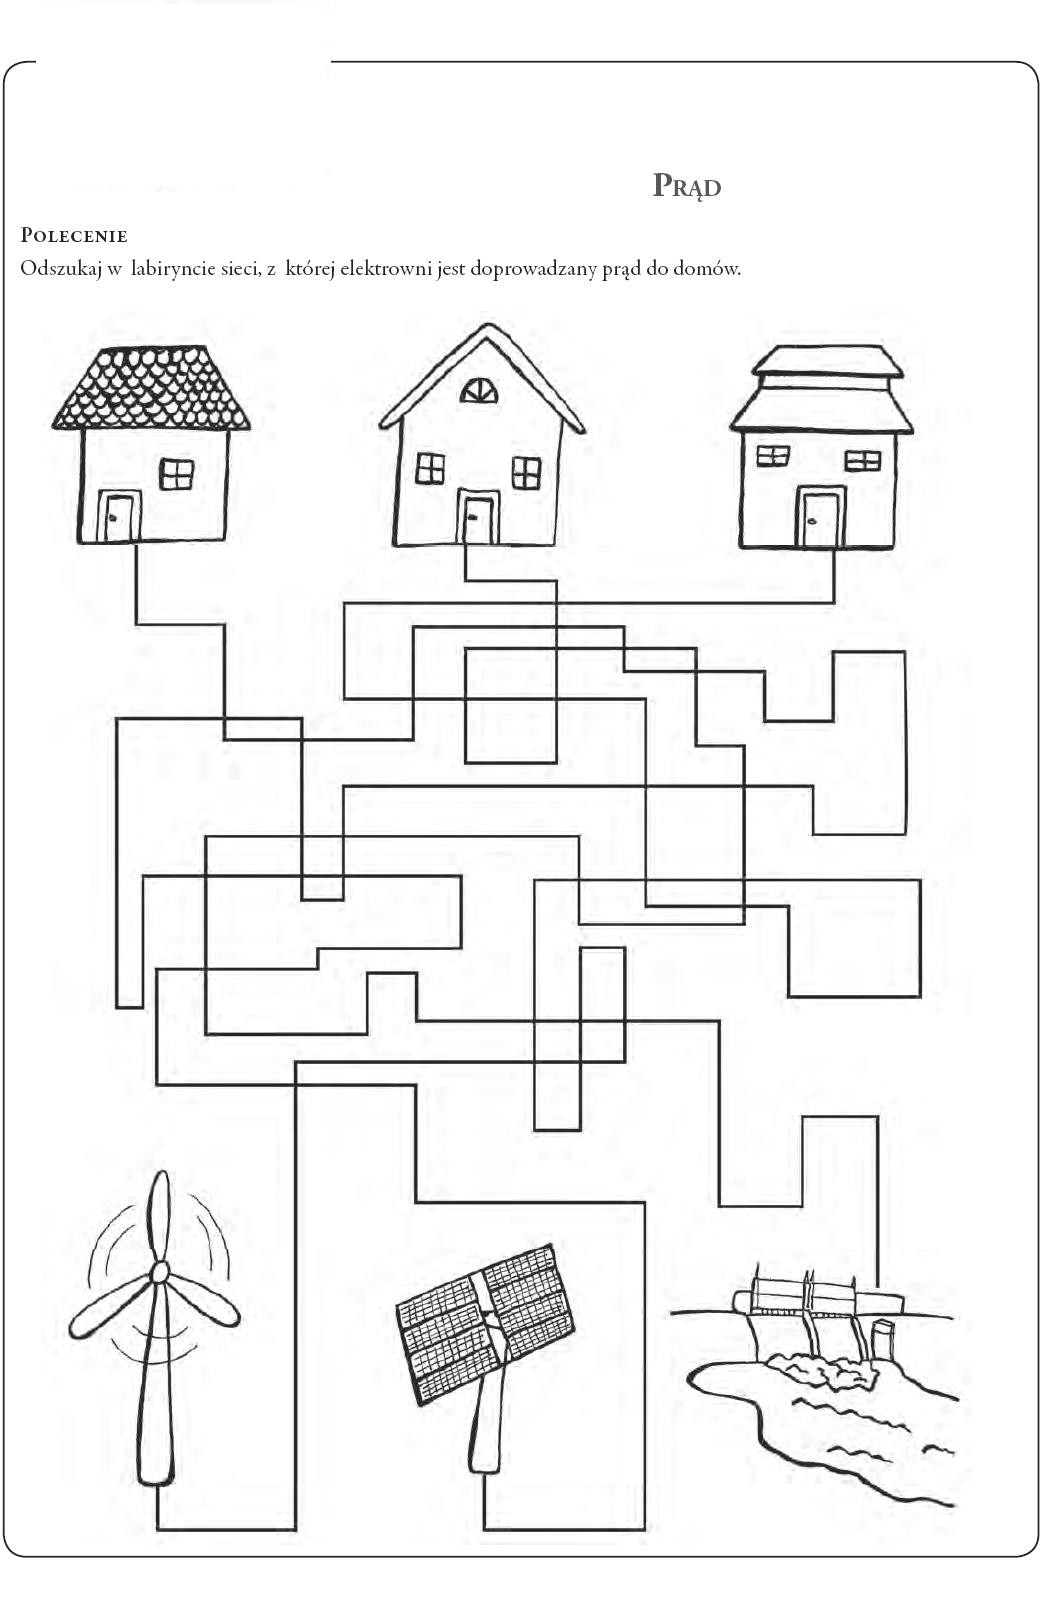 Prąd
Polecenie
Odszukaj w labiryncie sieci, z której elektrowni jest doprowadzany prąd do domów.